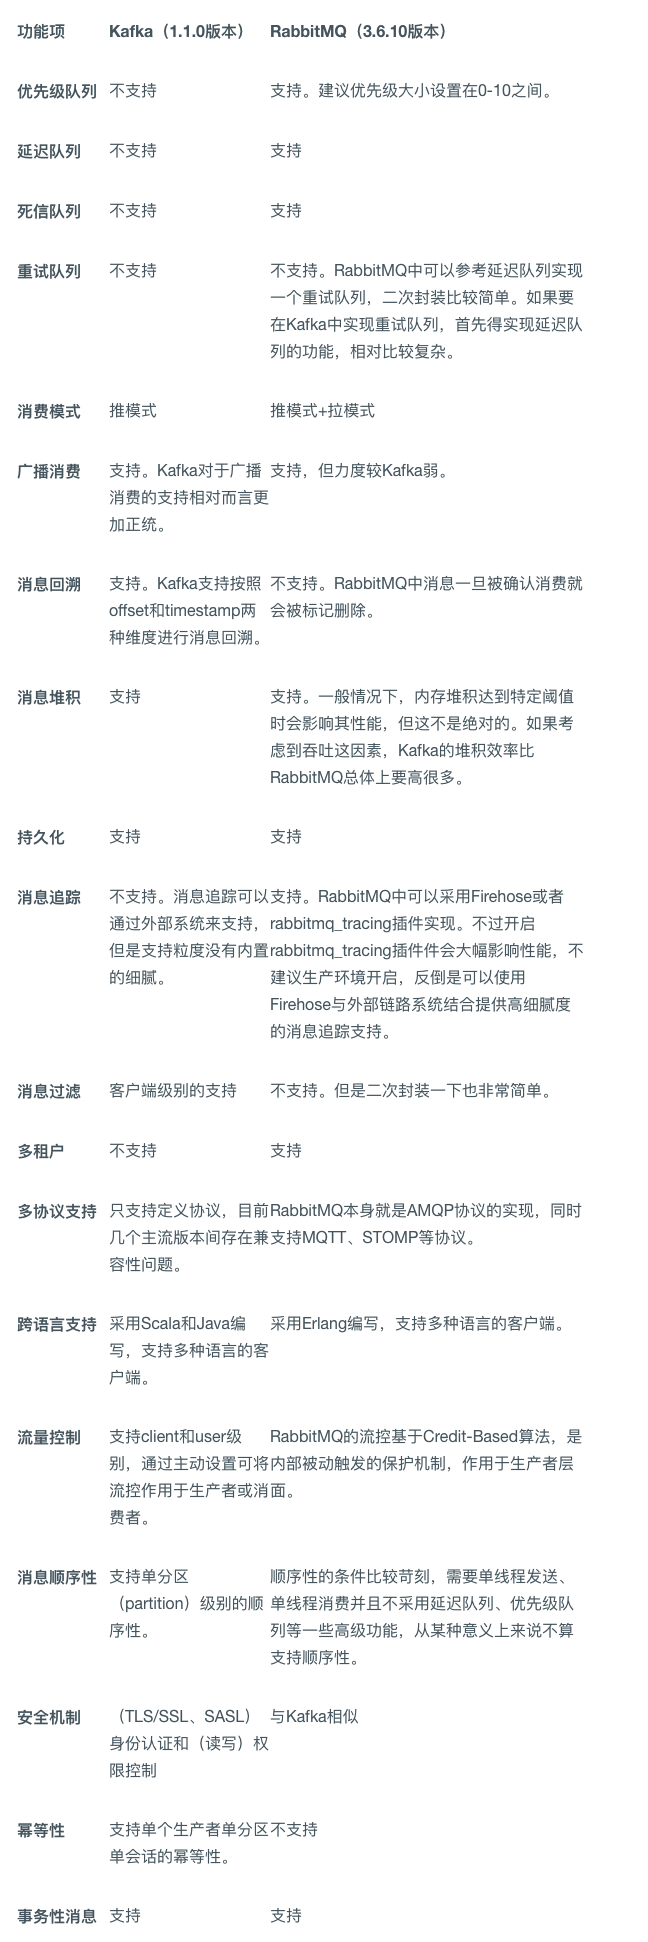 功能项 Kafka（1.1.0版本） RabbitMQ（3.6.10版本）
优先级队列 不支持 支持。建议优先级大小设置在0-10之间。
延迟队列 不支持 支持
死信队列 不支持 支持
重试队列 不支持 不支持。RabbitMQ中可以参考延迟队列实现
一个重试队列，二次封装比较简单。如果要
在Kafka中实现重试队列，首先得实现延迟队
列的功能，相对比较复杂。
消费模式 推模式 推模式+拉模式
广播消费 支持。Kafka对于广播 支持，但力度较Kafka弱。
消费的支持相对而言更
加正统。
消息回溯 支持。Kafka支持按照 不支持。RabbitMQ中消息一旦被确认消费就
offset和timestamp两 会被标记删除。
种维度进行消息回溯。
消息堆积 支持 支持。一般情况下，内存堆积达到特定阈值
时会影响其性能，但这不是绝对的。如果考
虑到吞吐这因素，Kafka的堆积效率比
RabbitMQ总体上要高很多。
持久化 支持 支持
消息追踪 不支持。消息追踪可以 支持。RabbitMQ中可以采用Firehose或者
通过外部系统来支持， rabbitmq_tracing插件实现。不过开启
但是支持粒度没有内置 rabbitmq_tracing插件件会大幅影响性能，不
的细腻。 建议生产环境开启，反倒是可以使用
Firehose与外部链路系统结合提供高细腻度
的消息追踪支持。
消息过滤 客户端级别的支持 不支持。但是二次封装一下也非常简单。
多租户 不支持 支持
多协议支持 只支持定义协议，目前 RabbitMQ本身就是AMQP协议的实现，同时
几个主流版本间存在兼 支持MQTT、STOMP等协议。
容性问题。
跨语言支持 采用Scala和Java编 采用Erlang编写，支持多种语言的客户端。
写，支持多种语言的客
户端。
流量控制 支持client和user级 RabbitMQ的流控基于Credit-Based算法，是
别，通过主动设置可将 内部被动触发的保护机制，作用于生产者层
流控作用于生产者或消 面。
费者。
消息顺序性 支持单分区 顺序性的条件比较苛刻，需要单线程发送、
（partition）级别的顺 单线程消费并且不采用延迟队列、优先级队
序性。 列等一些高级功能，从某种意义上来说不算
支持顺序性。
安全机制 （TLS/SSL、SASL） 与Kafka相似
身份认证和（读写）权
限控制
幂等性 支持单个生产者单分区 不支持
单会话的幂等性。
事务性消息 支持 支持